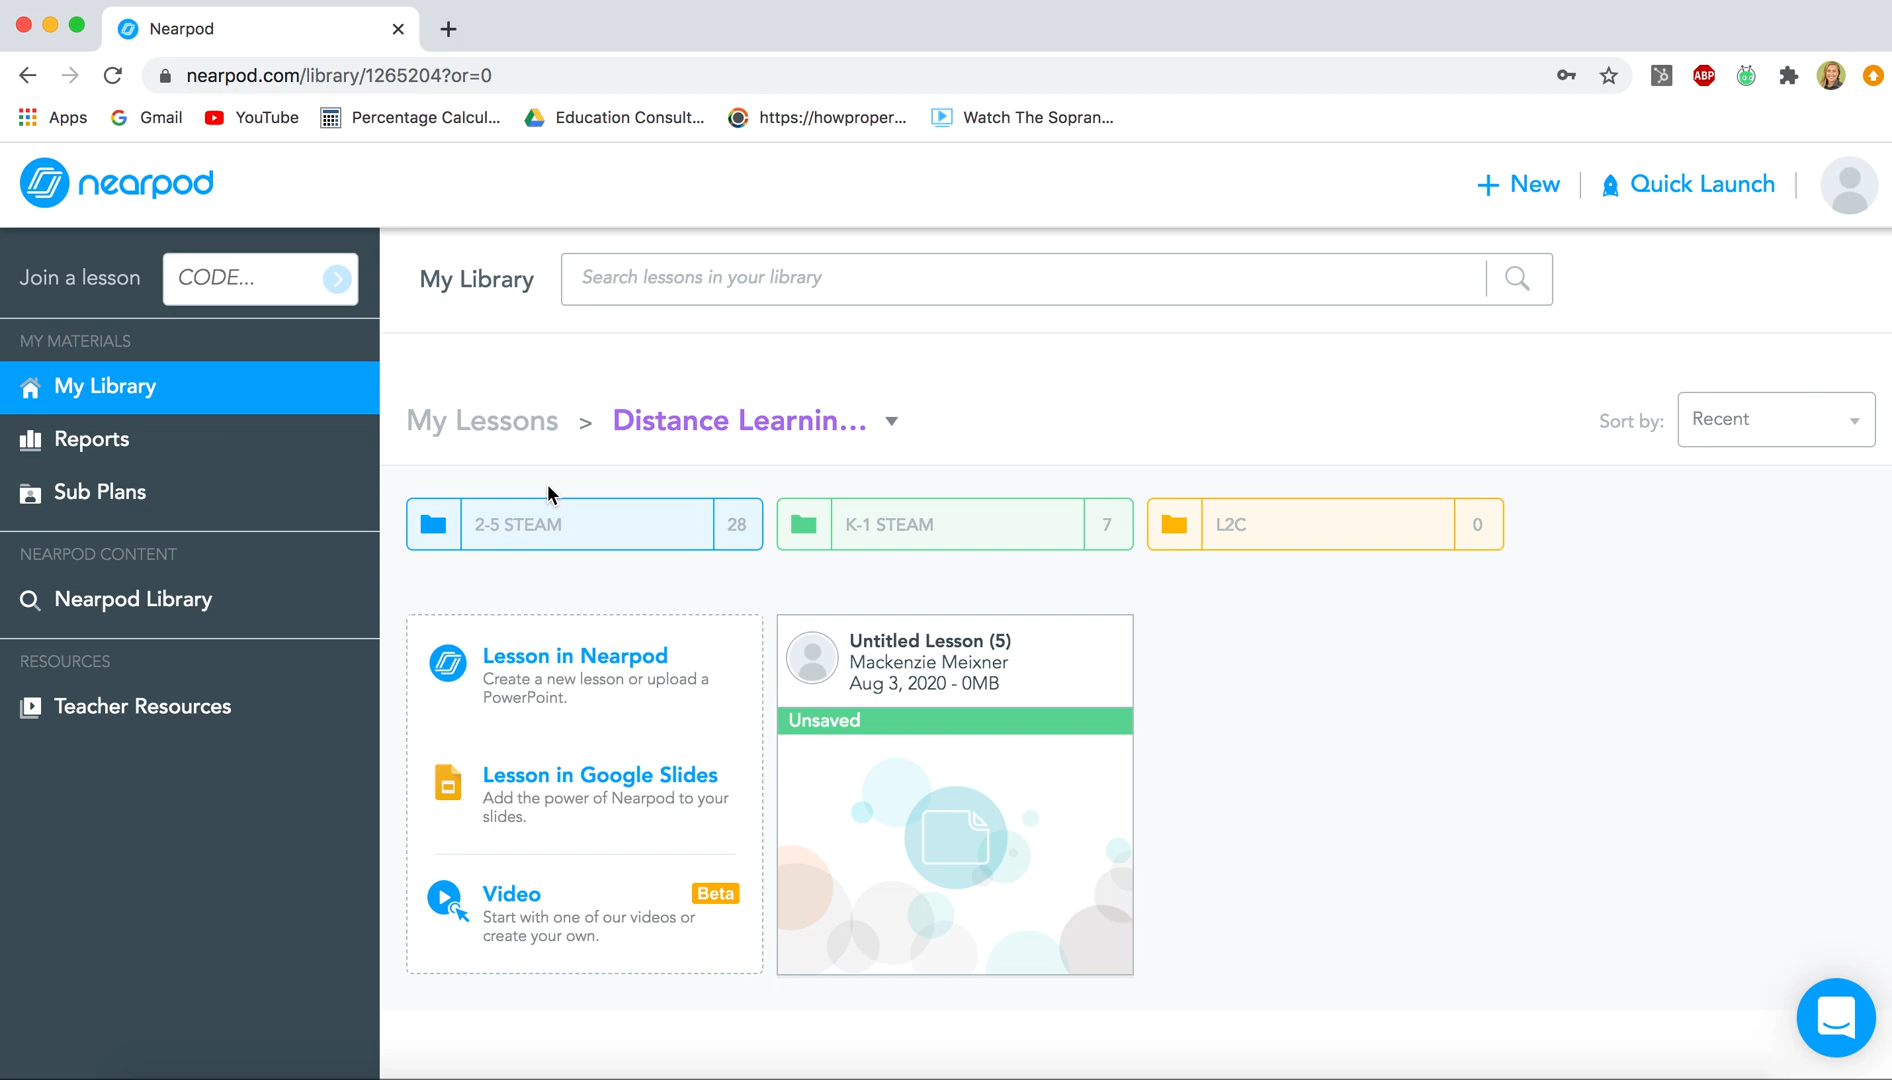 Nearpod
nearpod.com/library/1265204?or=0
ABP
Apps
Gmail
YouTube
Percentage Calcul...
Education Consult...
https://howproper...
Watch The Sopran...
nearpod
+ New
Quick Launch
Join a lesson
CODE...
My Library
Search lessons in your library
MY MATERIALS
My Library
Reports
Sub Plans
NEARPOD CONTENT
Nearpod Library
RESOURCES
Teacher Resources
My Lessons > Distance Learnin...
Sort by:
Recent
2-5 STEAM
28
K-1 STEAM
7
L2C
0
Lesson in Nearpod
Create a new lesson or upload a
PowerPoint.
Lesson in Google Slides
Add the power of Nearpod to your
slides.
Video
Beta
Start with one of our videos or
create your own.
Untitled Lesson (5)
Mackenzie Meixner
Aug 3, 2020 - 0MB
Unsaved